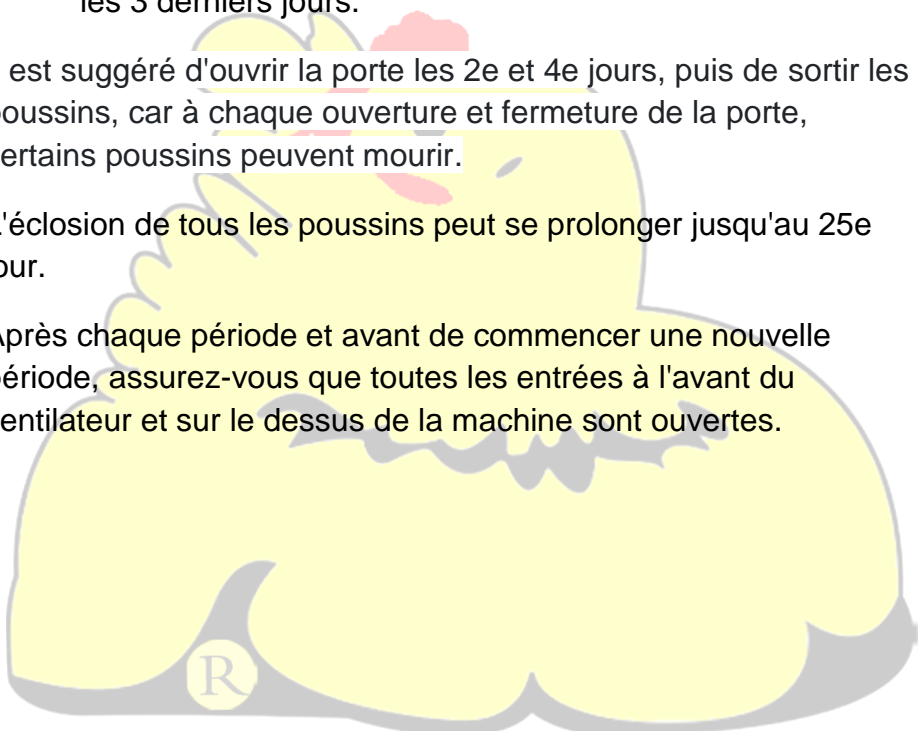 les 3 derniers jours.
est suggéré d'ouvrir la porte les 2e et 4e jours, puis de sortir les
poussins, car à chaque ouverture et fermeture de la porte,
ertains poussins peuvent mourir.
'éclosion de tous les poussins peut se prolonger jusqu'au 25e
our.
Après chaque période et avant de commencer une nouvelle
période, assurez-vous que toutes les entrées à l'avant du
entilateur et sur le dessus de la machine sont ouvertes.
R